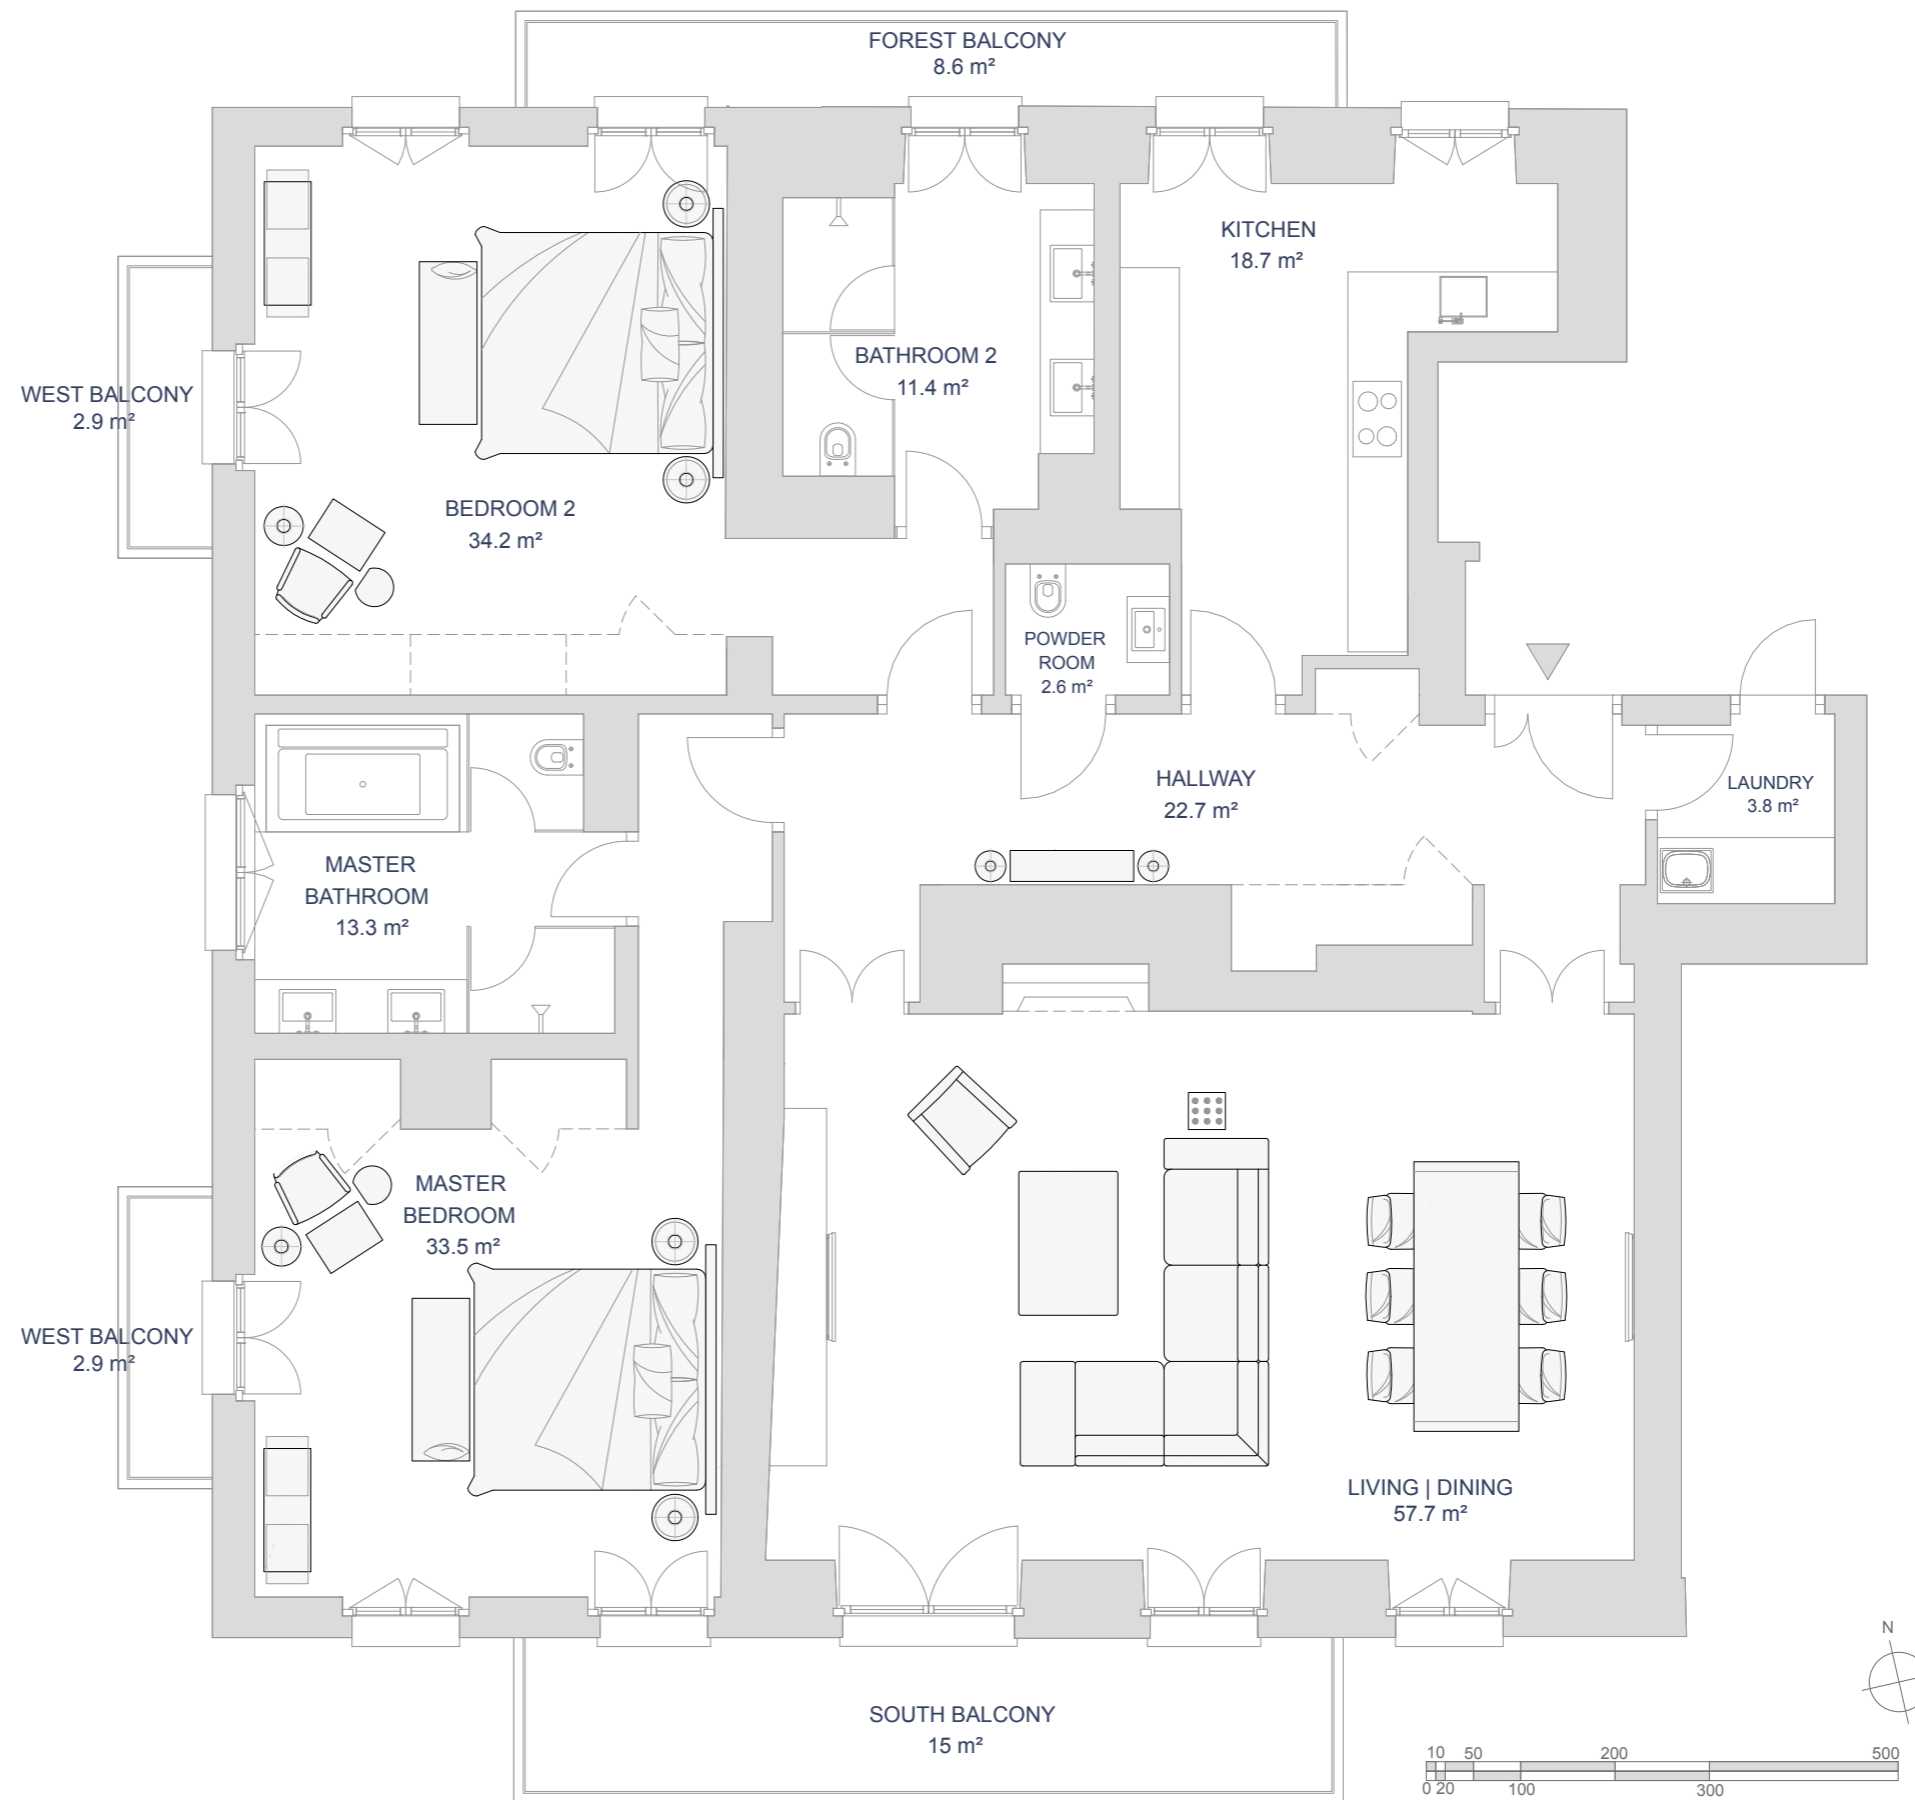 FOREST BALCONY
8.6 m²
KITCHEN
18.7 m²
BATHROOM 2
11.4 m²
WEST BALCONY
2.9 m²
BEDROOM 2
34.2 m²
POWDER
ROOM
2.6 m²
HALLWAY
22.7 m²
LAUNDRY
3.8 m²
MASTER
BATHROOM
13.3 m²
MASTER
BEDROOM
33.5 m²
WEST BALCONY
2.9 m²
LIVING | DINING
57.7 m²
SOUTH BALCONY
15 m²
N
10 50 200 500
0 20 100 300